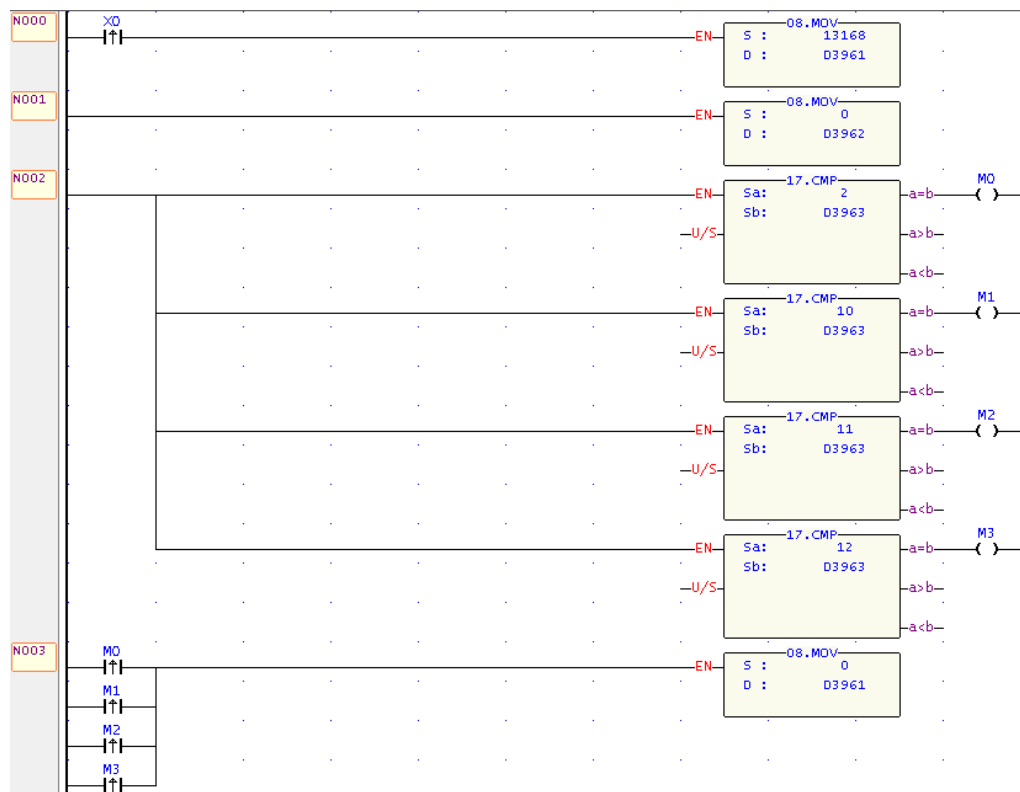 N000
X0
08.MOV
EN
S : 13168
D : D3961
N001
08.MOV
EN
S : 0
D : D3962
N002
17.CMP
EN
Sa: 2
Sb: D3963
U/S
a=b
a>b
a<b
M0
17.CMP
EN
Sa: 10
Sb: D3963
U/S
a=b
a>b
a<b
M1
17.CMP
EN
Sa: 11
Sb: D3963
U/S
a=b
a>b
a<b
M2
17.CMP
EN
Sa: 12
Sb: D3963
U/S
a=b
a>b
a<b
M3
N003
M0
M1
M2
M3
08.MOV
EN
S : 0
D : D3961